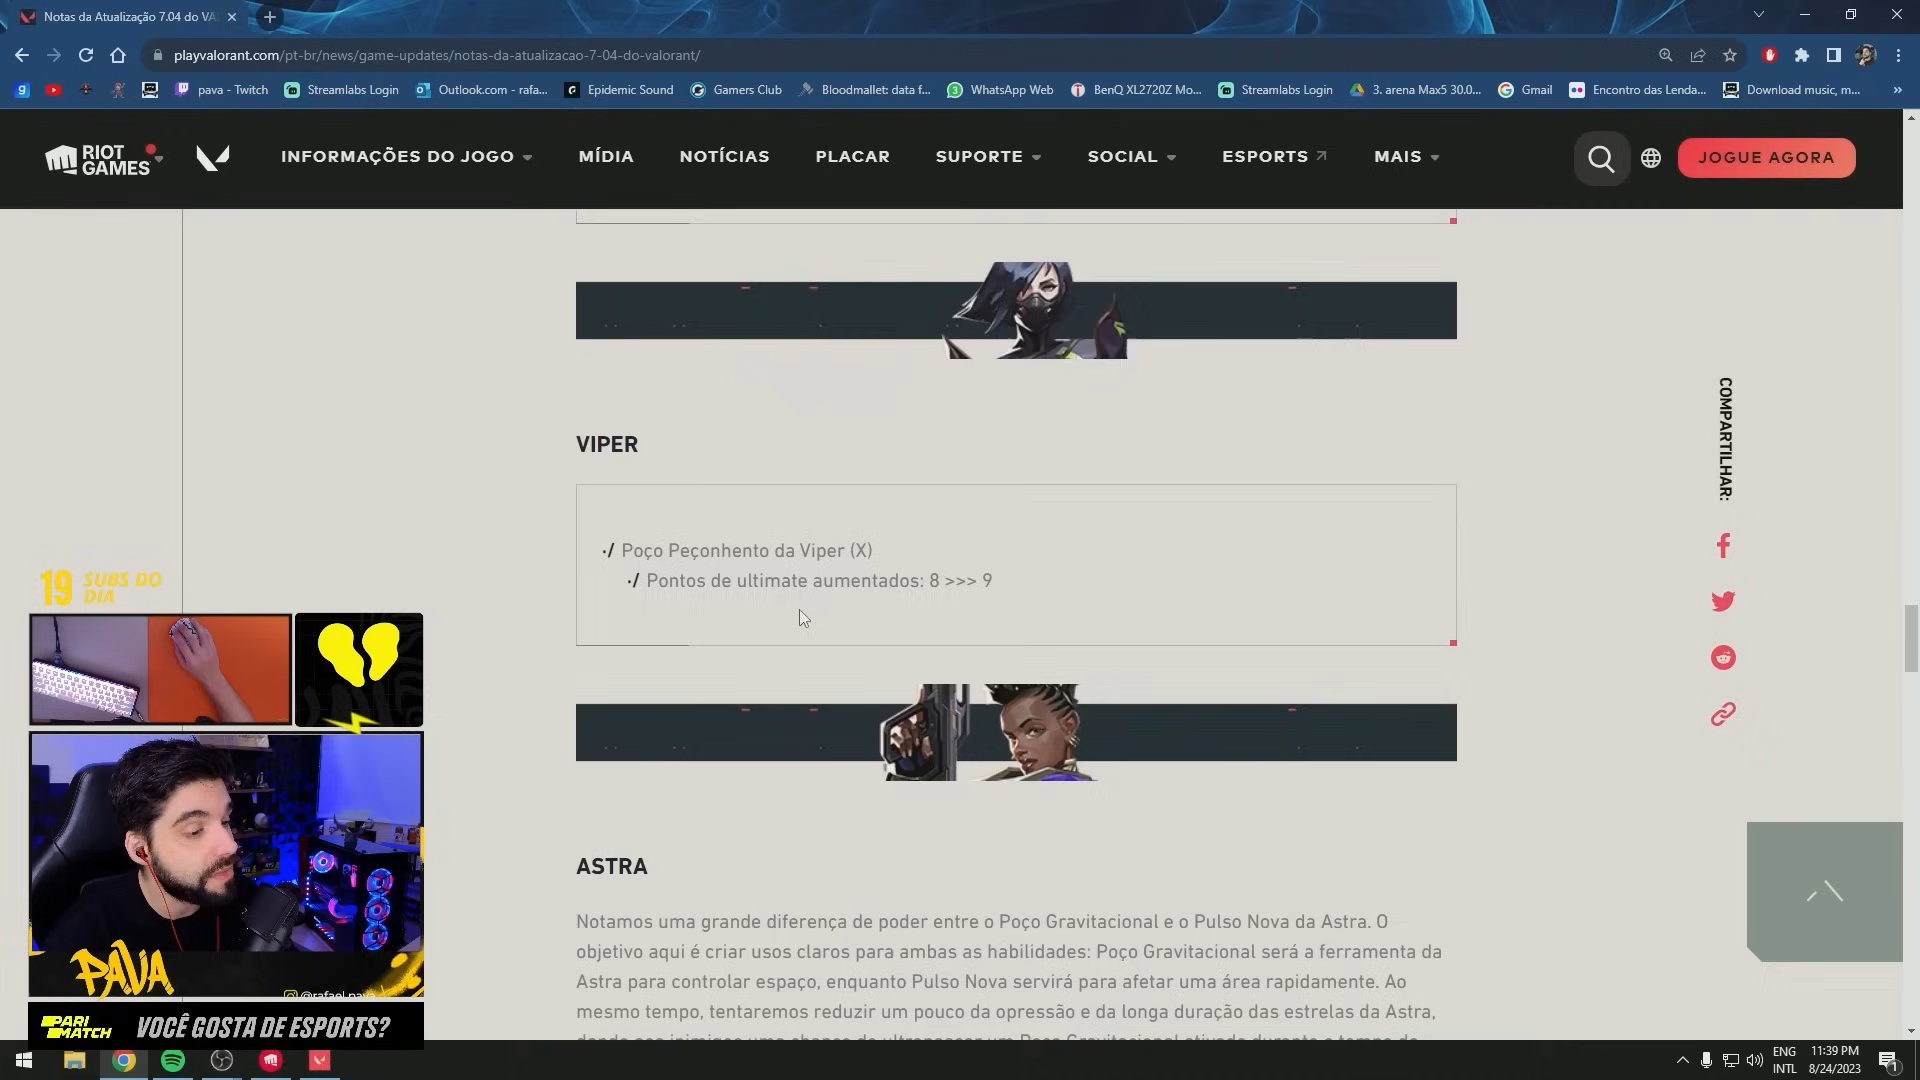 Notas da Atualização 7.04 do VA
playvalorant.com/pt-br/news/game-updates/notas-da-atualizacao-7-04-do-valorant/
pava - Twitch
Streamlabs Login
Outlook.com - rafa...
Epidemic Sound
Gamers Club
Bloodmallet: data f...
WhatsApp Web
BenQ XL2720Z Mo...
Streamlabs Login
3. arena Max5 30.0...
Gmail
Encontro das Lenda...
Download music, m...
»
RIOT
GAMES
INFORMAÇÕES DO JOGO
MÍDIA
NOTÍCIAS
PLACAR
SUPORTE
SOCIAL
ESPORTS
MAIS
JOGUE AGORA
VIPER
·/ Poço Peçonhento da Viper (X)
·/ Pontos de ultimate aumentados: 8 >>> 9
COMPARTILHAR:
ASTRA
Notamos uma grande diferença de poder entre o Poço Gravitacional e o Pulso Nova da Astra. O
objetivo aqui é criar usos claros para ambas as habilidades: Poço Gravitacional será a ferramenta da
Astra para controlar espaço, enquanto Pulso Nova servirá para afetar uma área rapidamente. Ao
mesmo tempo, tentaremos reduzir um pouco da opressão e da longa duração das estrelas da Astra,
19 SUBS DO
DIA
PAVA
@rafael.pava
PARI
MATCH
VOCÊ GOSTA DE ESPORTS?
ENG
INTL
11:39 PM
8/24/2023
1